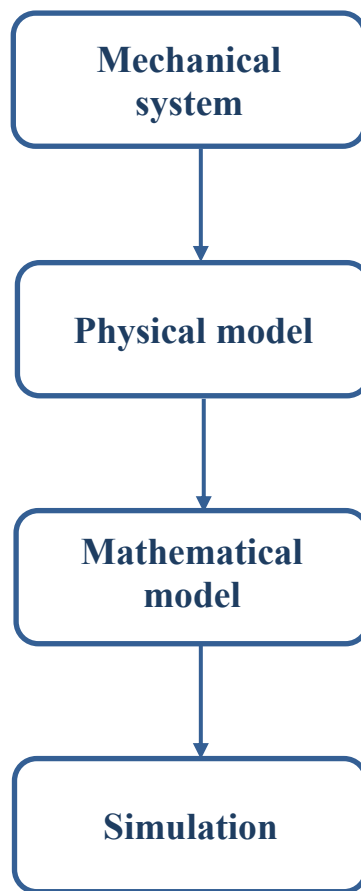 Mechanical
system
Physical model
Mathematical
model
Simulation